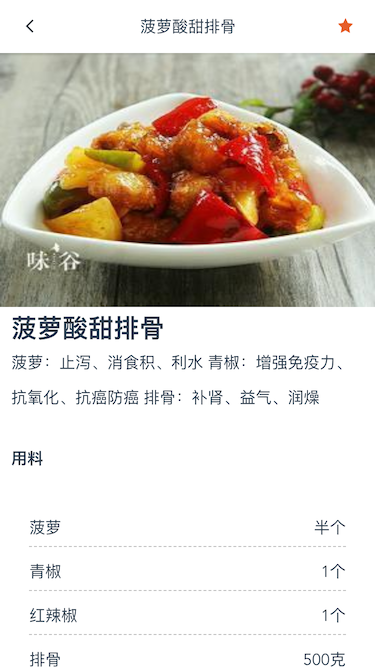 菠萝酸甜排骨
味谷
菠萝酸甜排骨
菠萝：止泻、消食积、利水 青椒：增强免疫力、
抗氧化、抗癌防癌 排骨：补肾、益气、润燥
用料
菠萝 半个
青椒 1个
红辣椒 1个
排骨 500克